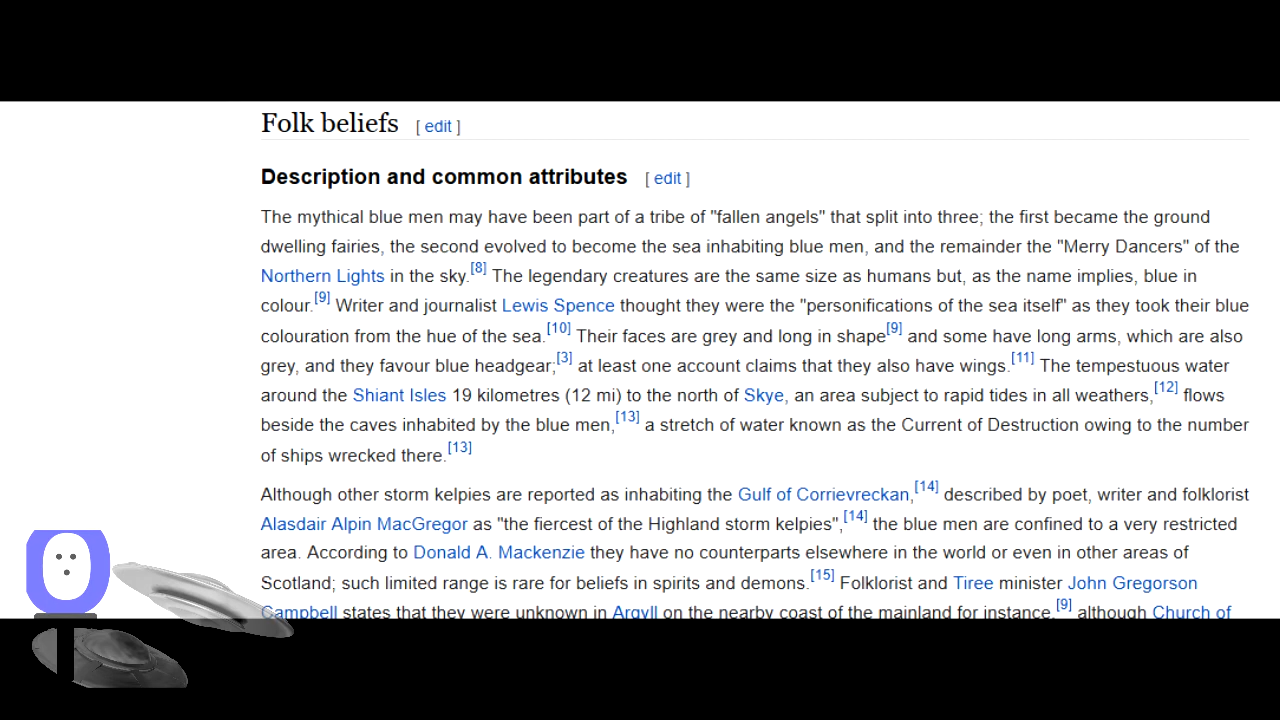 Folk beliefs [ edit ]
Description and common attributes [ edit ]
The mythical blue men may have been part of a tribe of "fallen angels" that split into three; the first became the ground
dwelling fairies, the second evolved to become the sea inhabiting blue men, and the remainder the "Merry Dancers" of the
Northern Lights in the sky.[8] The legendary creatures are the same size as humans but, as the name implies, blue in
colour.[9] Writer and journalist Lewis Spence thought they were the "personifications of the sea itself" as they took their blue
colouration from the hue of the sea.[10] Their faces are grey and long in shape[9] and some have long arms, which are also
grey, and they favour blue headgear;[3] at least one account claims that they also have wings.[11] The tempestuous water
around the Shiant Isles 19 kilometres (12 mi) to the north of Skye, an area subject to rapid tides in all weathers,[12] flows
beside the caves inhabited by the blue men,[13] a stretch of water known as the Current of Destruction owing to the number
of ships wrecked there.[13]
Although other storm kelpies are reported as inhabiting the Gulf of Corrievreckan,[14] described by poet, writer and folklorist
Alasdair Alpin MacGregor as "the fiercest of the Highland storm kelpies",[14] the blue men are confined to a very restricted
area. According to Donald A. Mackenzie they have no counterparts elsewhere in the world or even in other areas of
Scotland; such limited range is rare for beliefs in spirits and demons.[15] Folklorist and Tiree minister John Gregorson
Campbell states that they were unknown in Argyll on the nearby coast of the mainland for instance,[9] although Church of